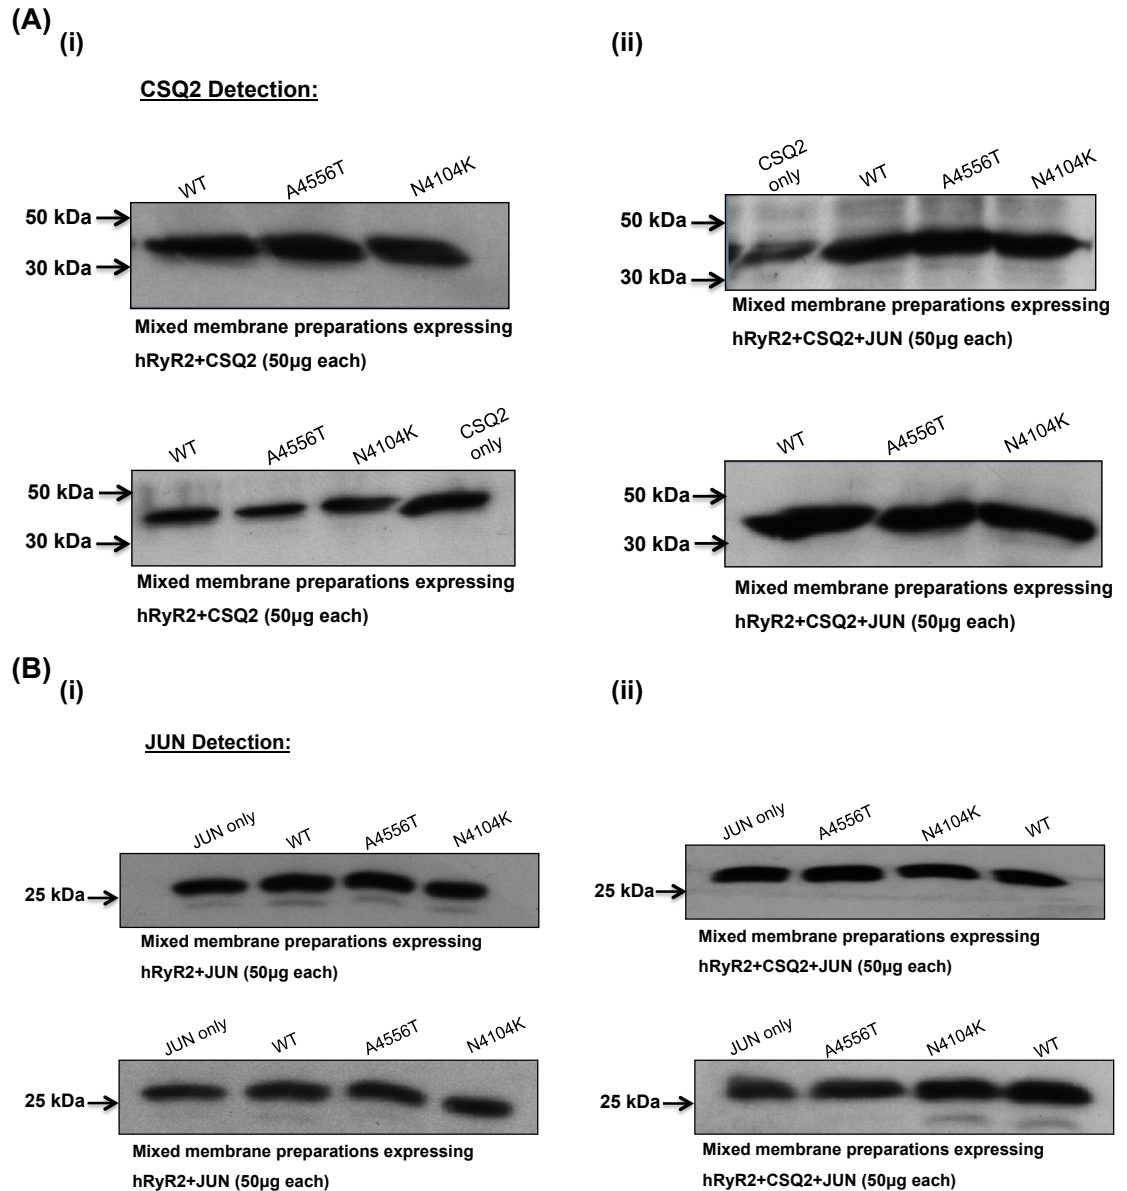 (A)
(i)
(ii)
CSQ2 Detection:
WT
A4556T
N4104K
50 kDa
30 kDa
Mixed membrane preparations expressing
hRyR2+CSQ2 (50µg each)
CSQ2
only
WT
A4556T
N4104K
50 kDa
30 kDa
Mixed membrane preparations expressing
hRyR2+CSQ2+JUN (50µg each)
WT
A4556T
N4104K
CSQ2
only
50 kDa
30 kDa
Mixed membrane preparations expressing
hRyR2+CSQ2 (50µg each)
WT
A4556T
N4104K
50 kDa
30 kDa
Mixed membrane preparations expressing
hRyR2+CSQ2+JUN (50µg each)
(B)
(i)
(ii)
JUN Detection:
JUN only
WT
A4556T
N4104K
25 kDa
Mixed membrane preparations expressing
hRyR2+JUN (50µg each)
JUN only
A4556T
N4104K
WT
25 kDa
Mixed membrane preparations expressing
hRyR2+CSQ2+JUN (50µg each)
JUN only
WT
A4556T
N4104K
25 kDa
Mixed membrane preparations expressing
hRyR2+JUN (50µg each)
JUN only
A4556T
N4104K
WT
25 kDa
Mixed membrane preparations expressing
hRyR2+CSQ2+JUN (50µg each)